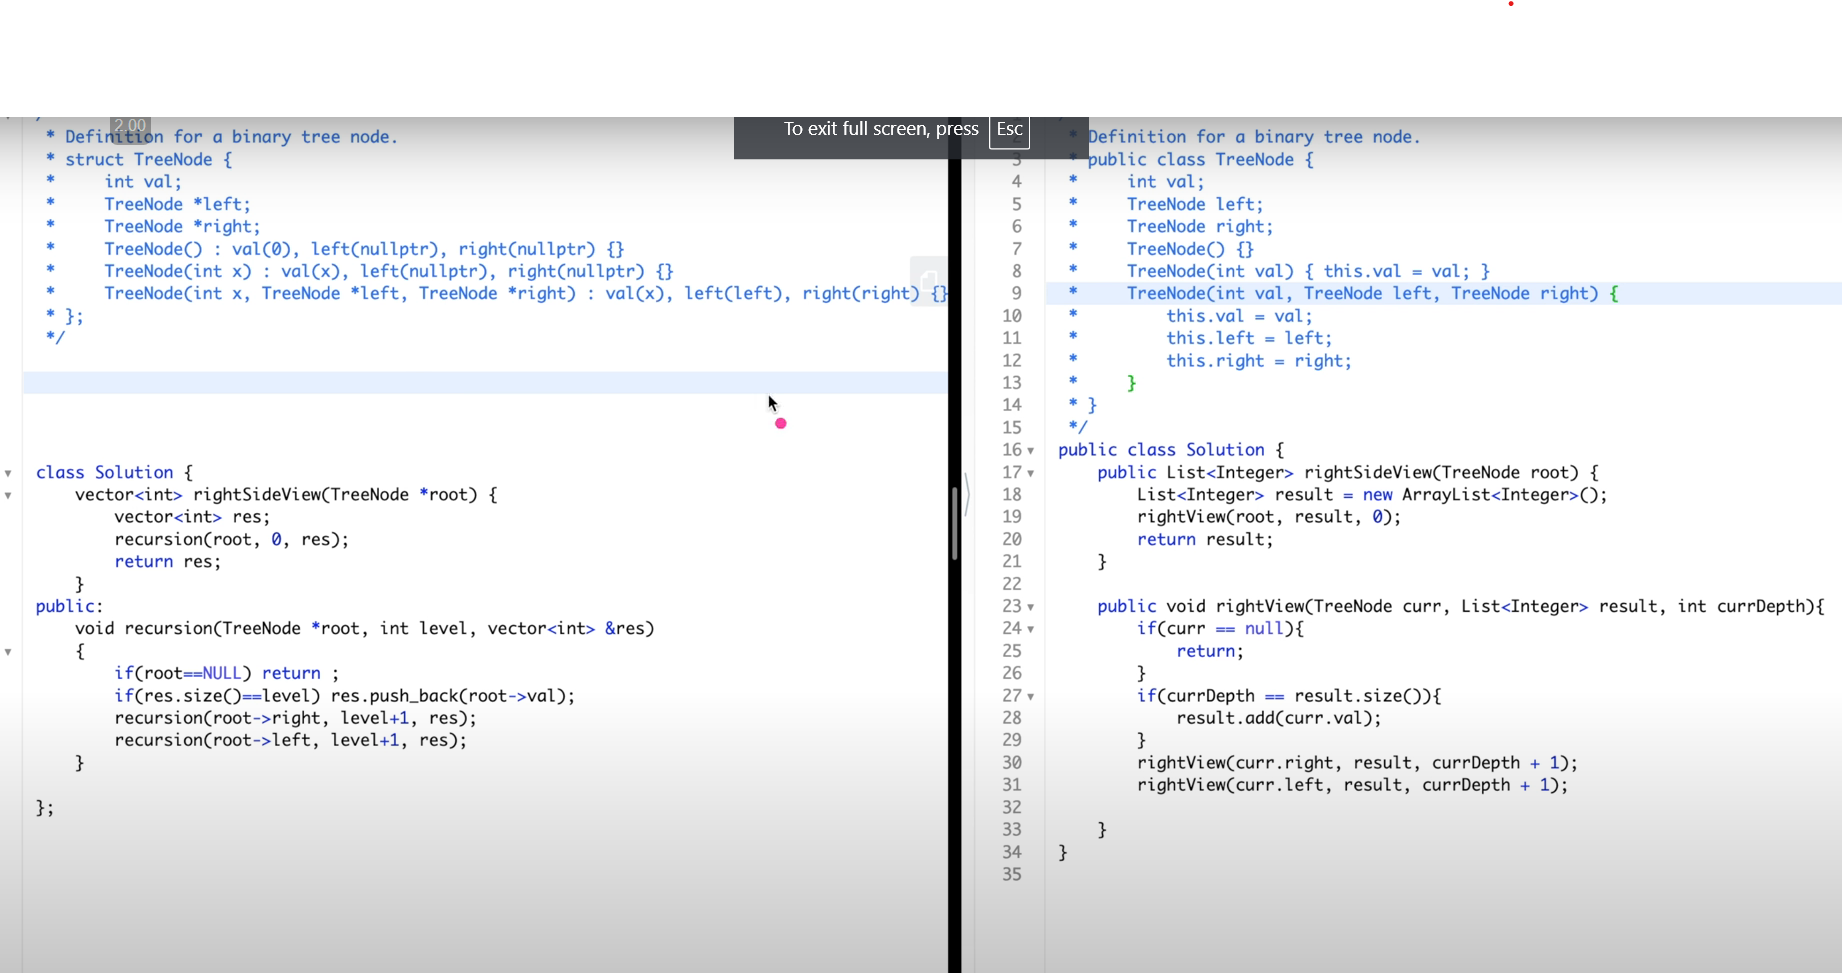 2.00
To exit full screen, press Esc
* Definition for a binary tree node.
* struct TreeNode {
*     int val;
*     TreeNode *left;
*     TreeNode *right;
*     TreeNode() : val(0), left(nullptr), right(nullptr) {}
*     TreeNode(int x) : val(x), left(nullptr), right(nullptr) {}
*     TreeNode(int x, TreeNode *left, TreeNode *right) : val(x), left(left), right(right) {}
* };
*/
class Solution {
    vector<int> rightSideView(TreeNode *root) {
        vector<int> res;
        recursion(root, 0, res);
        return res;
    }
public:
    void recursion(TreeNode *root, int level, vector<int> &res)
    {
        if(root==NULL) return ;
        if(res.size()==level) res.push_back(root->val);
        recursion(root->right, level+1, res);
        recursion(root->left, level+1, res);
    }
};
* Definition for a binary tree node.
3 * public class TreeNode {
4 *     int val;
5 *     TreeNode left;
6 *     TreeNode right;
7 *     TreeNode() {}
8 *     TreeNode(int val) { this.val = val; }
9 *     TreeNode(int val, TreeNode left, TreeNode right) {
10 *         this.val = val;
11 *         this.left = left;
12 *         this.right = right;
13 *     }
14 * }
15 */
16 public class Solution {
17     public List<Integer> rightSideView(TreeNode root) {
18         List<Integer> result = new ArrayList<Integer>();
19         rightView(root, result, 0);
20         return result;
21     }
22
23     public void rightView(TreeNode curr, List<Integer> result, int currDepth){
24         if(curr == null){
25             return;
26         }
27         if(currDepth == result.size()){
28             result.add(curr.val);
29         }
30         rightView(curr.right, result, currDepth + 1);
31         rightView(curr.left, result, currDepth + 1);
32
33     }
34 }
35